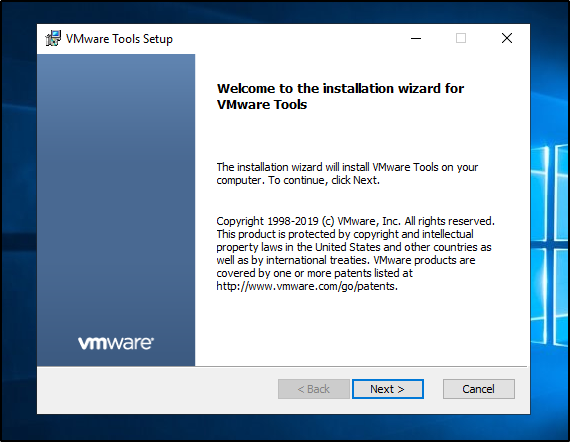 VMware Tools Setup
Welcome to the installation wizard for
VMware Tools
The installation wizard will install VMware Tools on your
computer. To continue, click Next.
Copyright 1998-2019 (c) VMware, Inc. All rights reserved.
This product is protected by copyright and intellectual
property laws in the United States and other countries as
well as by international treaties. VMware products are
covered by one or more patents listed at
http://www.vmware.com/go/patents.
vmware®
< Back Next > Cancel